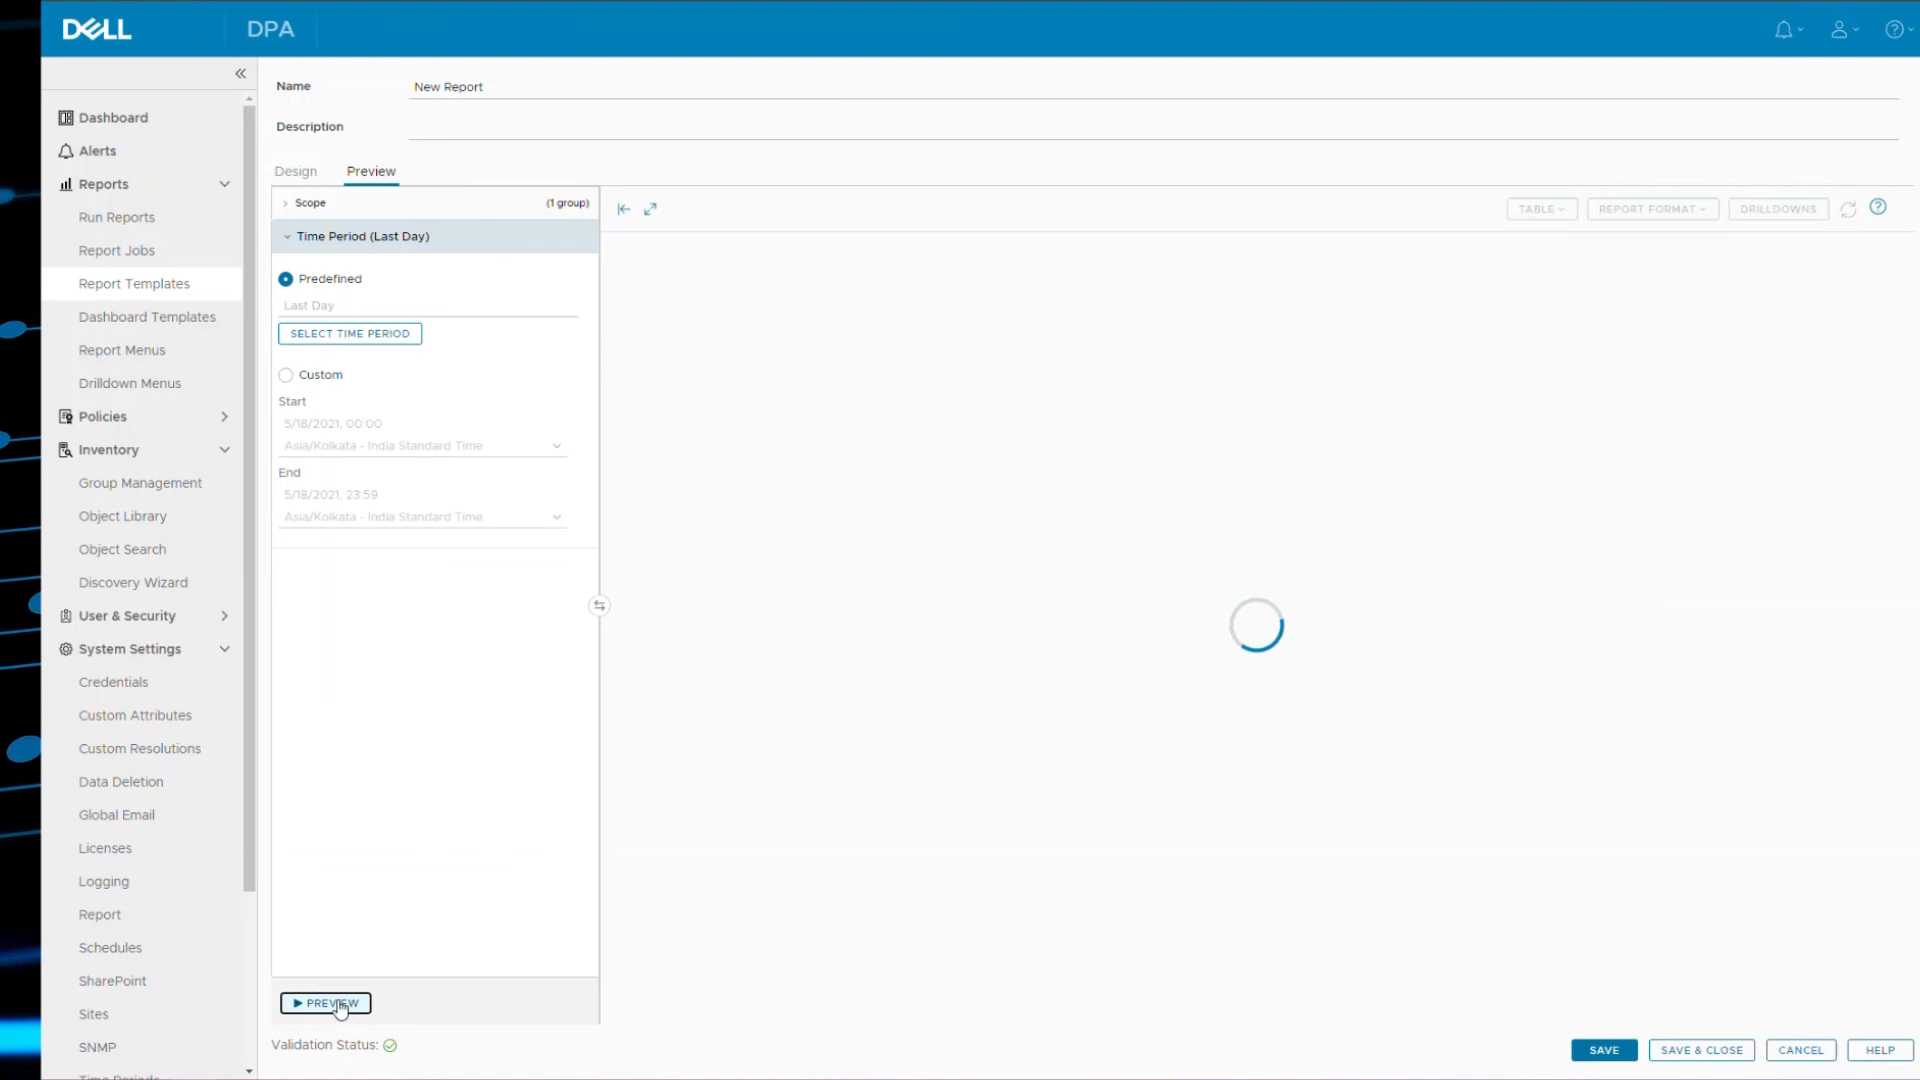 DELL
DPA
Name
New Report
Description
Dashboard
Alerts
Reports
Run Reports
Report Jobs
Report Templates
Dashboard Templates
Report Menus
Drilldown Menus
Policies
Inventory
Group Management
Object Library
Object Search
Discovery Wizard
User & Security
System Settings
Credentials
Custom Attributes
Custom Resolutions
Data Deletion
Global Email
Licenses
Logging
Report
Schedules
SharePoint
Sites
SNMP
Time Periods
Design
Preview
Scope
(1 group)
Time Period (Last Day)
Predefined
Last Day
SELECT TIME PERIOD
Custom
Start
5/18/2021, 00:00
Asia/Kolkata - India Standard Time
End
5/18/2021, 23:59
Asia/Kolkata - India Standard Time
PREVIEW
Validation Status:
TABLE
REPORT FORMAT
DRILLDOWNS
SAVE
SAVE & CLOSE
CANCEL
HELP